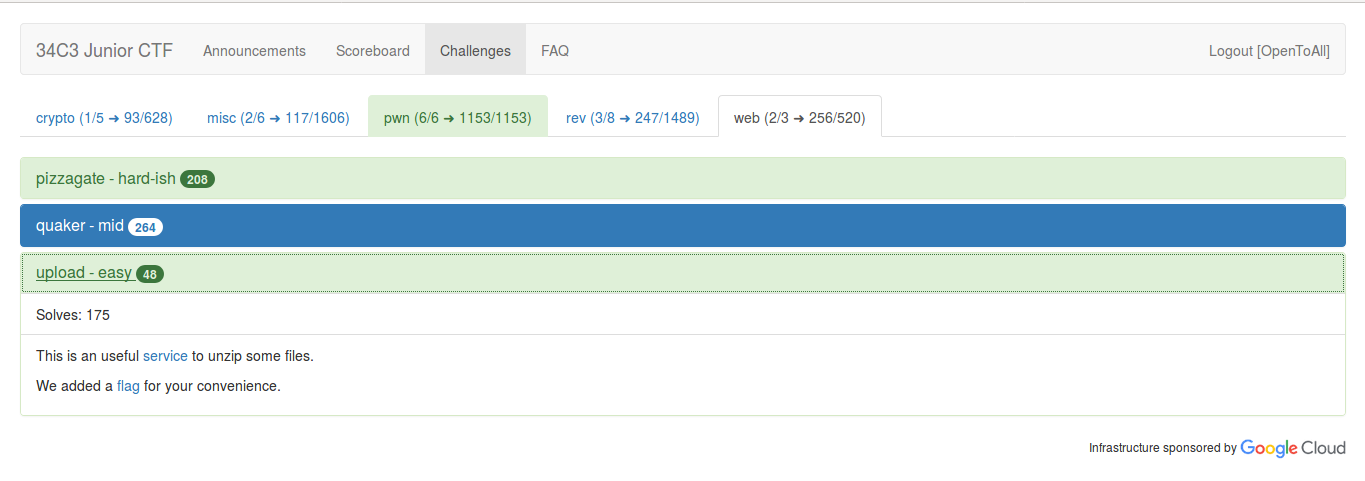 34C3 Junior CTF Announcements Scoreboard Challenges FAQ Logout [OpenToAll]
crypto (1/5 ➔ 93/628) misc (2/6 ➔ 117/1606) pwn (6/6 ➔ 1153/1153) rev (3/8 ➔ 247/1489) web (2/3 ➔ 256/520)
pizzagate - hard-ish 208
quaker - mid 264
upload - easy 48
Solves: 175
This is an useful service to unzip some files.
We added a flag for your convenience.
Infrastructure sponsored by Google Cloud